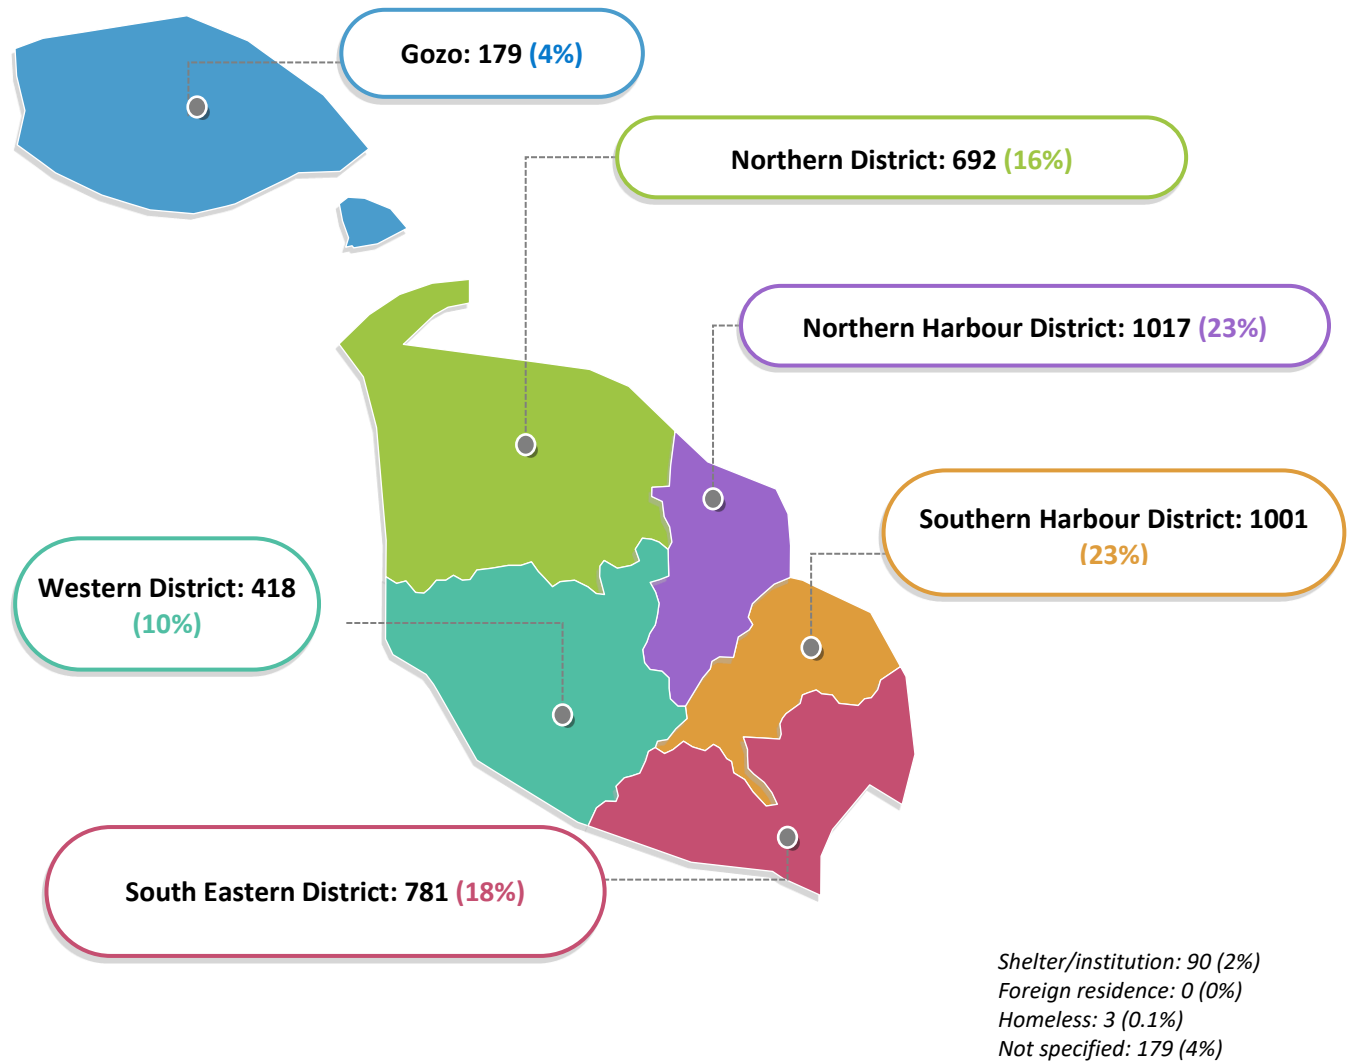 Gozo: 179 (4%)
Northern District: 692 (16%)
Northern Harbour District: 1017 (23%)
Southern Harbour District: 1001
(23%)
Western District: 418
(10%)
South Eastern District: 781 (18%)
Shelter/institution: 90 (2%)
Foreign residence: 0 (0%)
Homeless: 3 (0.1%)
Not specified: 179 (4%)